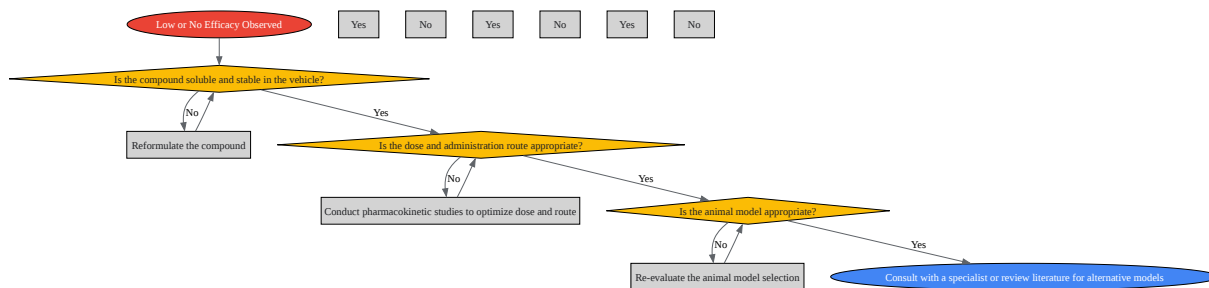 Low or No Efficacy Observed
Yes
No
Yes
No
Yes
No
Is the compound soluble and stable in the vehicle?
No
Yes
Reformulate the compound
Is the dose and administration route appropriate?
No
Yes
Conduct pharmacokinetic studies to optimize dose and route
Is the animal model appropriate?
No
Yes
Re-evaluate the animal model selection
Consult with a specialist or review literature for alternative models